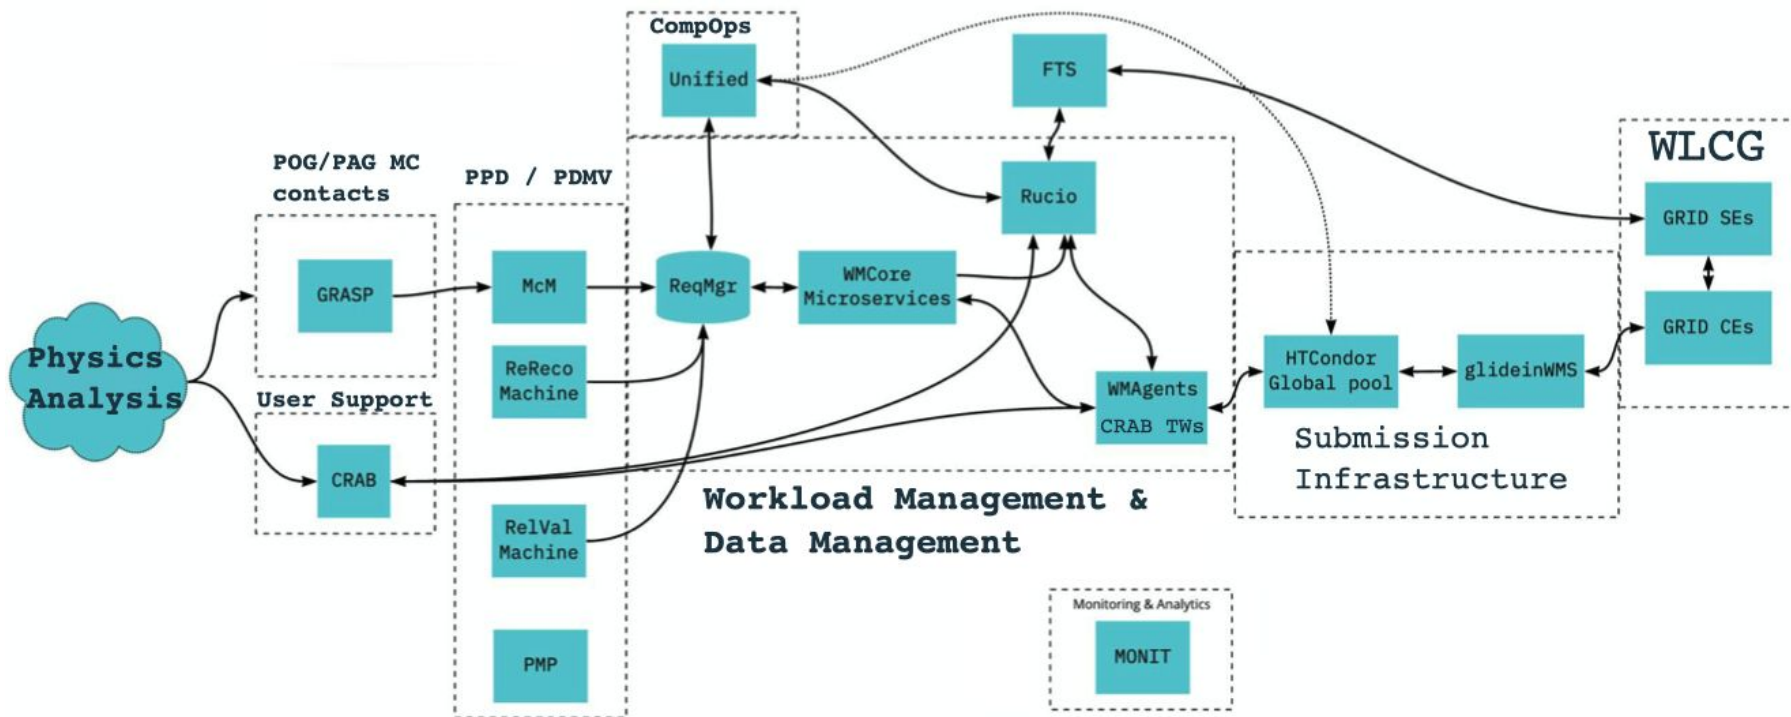 CompOps
Unified
FTS
WLCG
POG/PAG MC
contacts
PPD / PDMV
Rucio
GRID SEs
GRASP
McM
ReqMgr
WMCore
Microservices
GRID CEs
Physics
Analysis
ReReco
Machine
WMAgents
CRAB TWs
HTCondor
Global pool
glideinWMS
User Support
CRAB
Submission
Infrastructure
Workload Management &
Data Management
RelVal
Machine
PMP
Monitoring & Analytics
MONIT